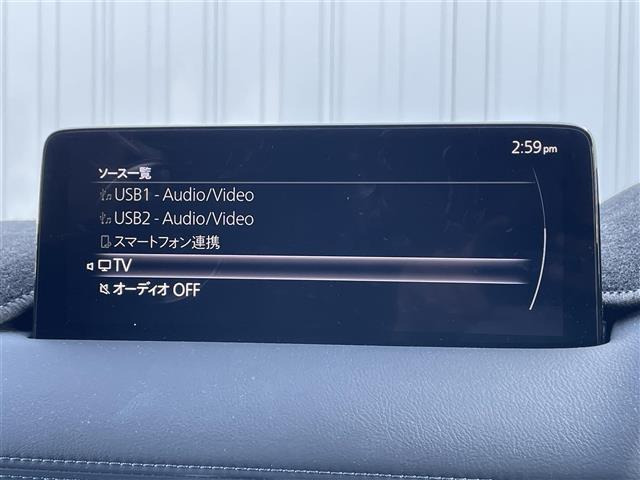 2:59pm
ソース一覧
USB1 - Audio/Video
USB2 - Audio/Video
スマートフォン連携
TV
オーディオ OFF